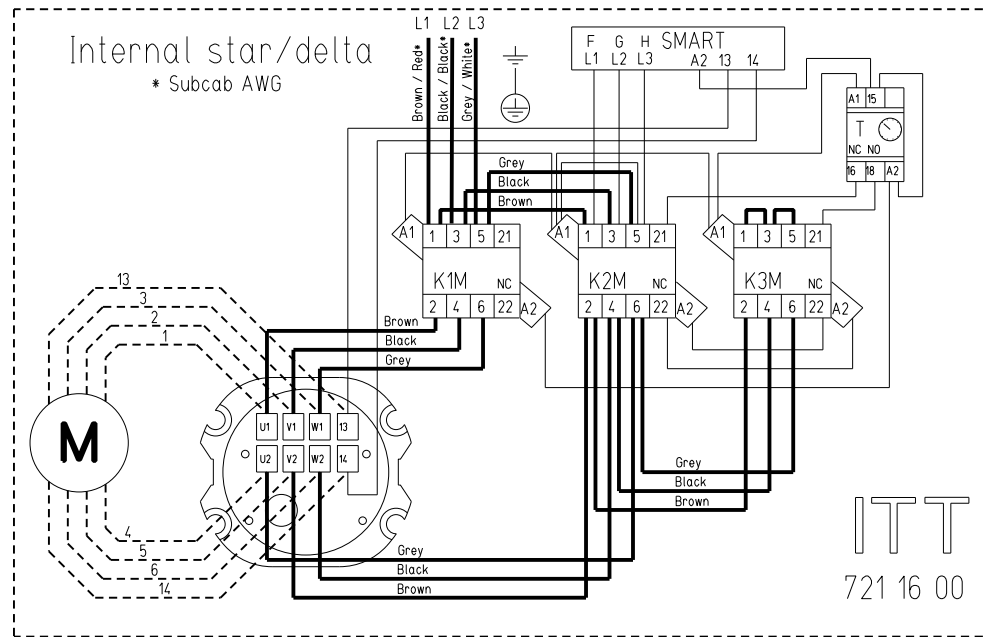 Internal star/delta
* Subcab AWG
L1 L2 L3
Brown / Red*
Black / Black*
Grey / White*
F G H SMART
L1 L2 L3 A2 13 14
A1 15
T
NC NO
16 18 A2
Grey
Black
Brown
A1 1 3 5 21
K1M NC
2 4 6 22 A2
A1 1 3 5 21
K2M NC
2 4 6 22 A2
A1 1 3 5 21
K3M NC
2 4 6 22 A2
13
3
2
1
Brown
Black
Grey
M
U1 V1 W1 13
U2 V2 W2 14
4
5
6
14
Grey
Black
Brown
Grey
Black
Brown
ITT
721 16 00